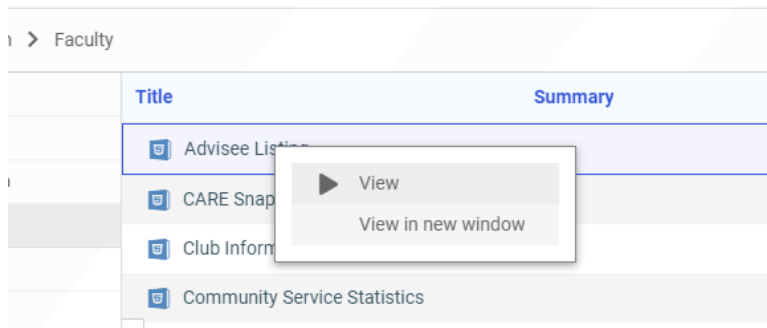 Faculty
Title Summary
Advisee Listing
View
CARE Snap
View in new window
Club Inform
Community Service Statistics